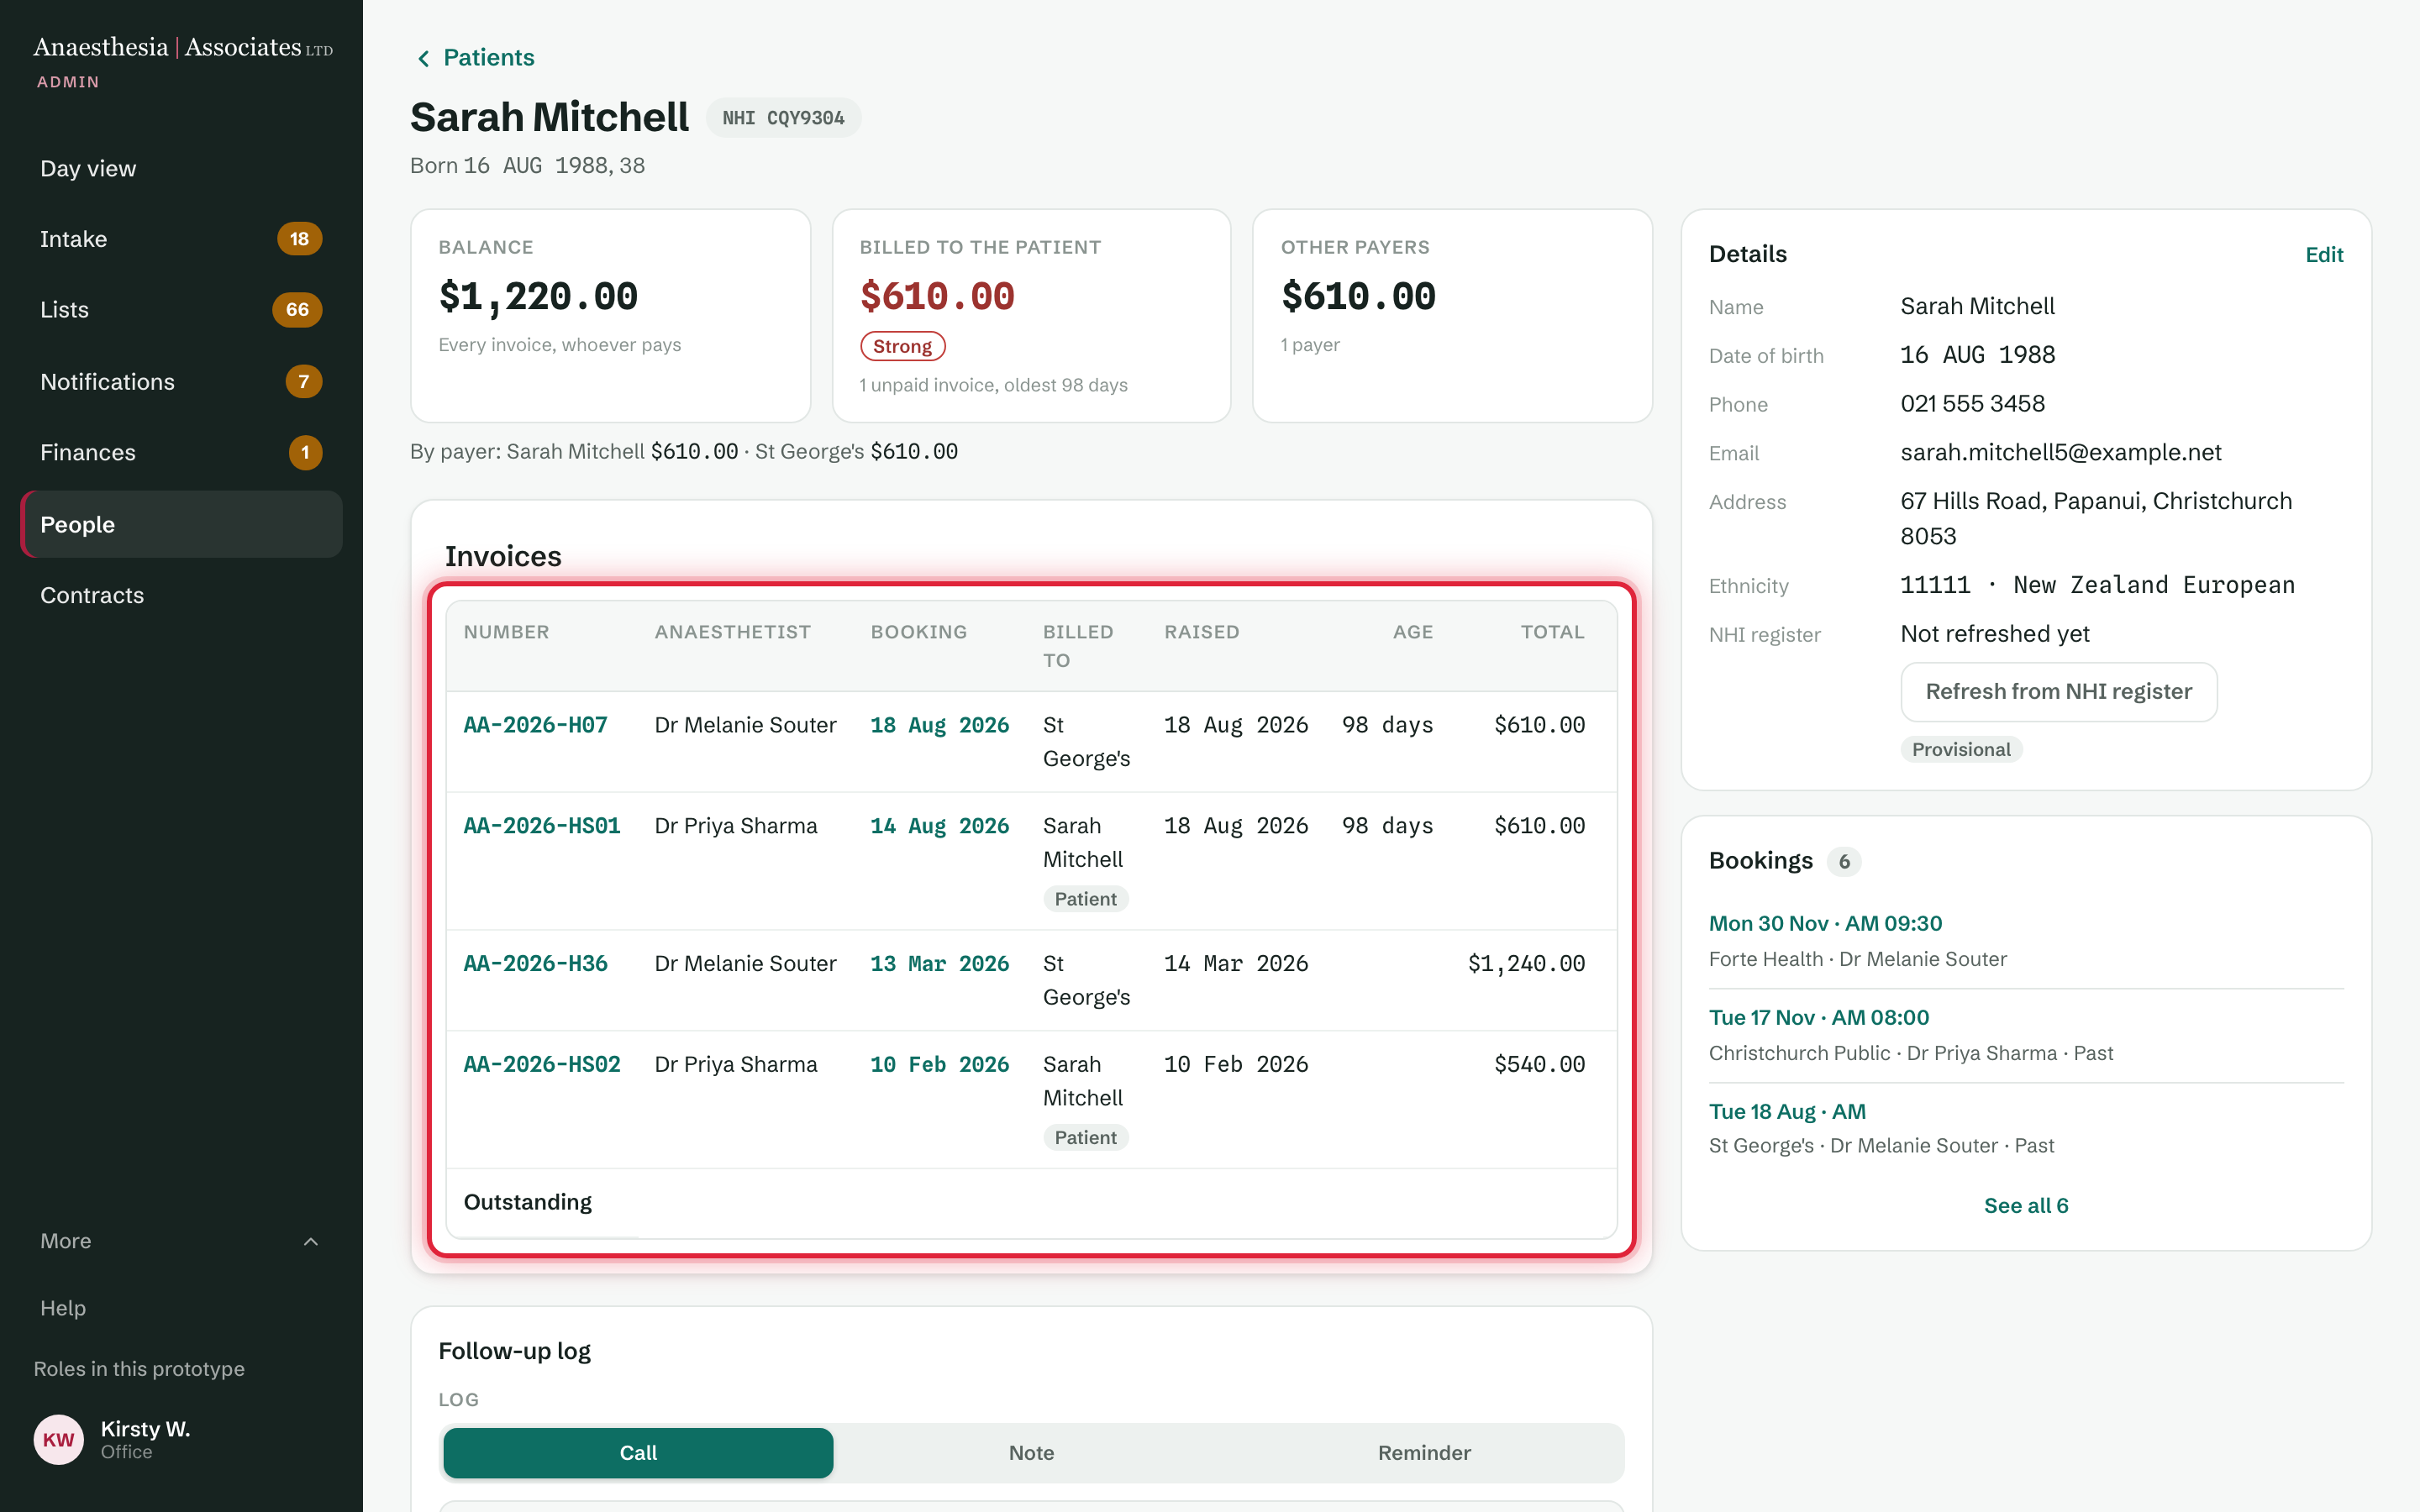 Anaesthesia | Associates LTD
ADMIN
Day view
Intake 18
Lists 66
Notifications 7
Finances 1
People
Contracts
More
Help
Roles in this prototype
KW
Kirsty W.
Office
Patients
Sarah Mitchell NHI CQY9304
Born 16 AUG 1988, 38
BALANCE
$1,220.00
Every invoice, whoever pays
BILLED TO THE PATIENT
$610.00
Strong
1 unpaid invoice, oldest 98 days
OTHER PAYERS
$610.00
1 payer
By payer: Sarah Mitchell $610.00 · St George's $610.00
Invoices
NUMBER ANAESTHETIST BOOKING BILLED TO RAISED AGE TOTAL
AA-2026-H07 Dr Melanie Souter 18 Aug 2026 St George's 18 Aug 2026 98 days $610.00
AA-2026-HS01 Dr Priya Sharma 14 Aug 2026 Sarah Mitchell Patient 18 Aug 2026 98 days $610.00
AA-2026-H36 Dr Melanie Souter 13 Mar 2026 St George's 14 Mar 2026 $1,240.00
AA-2026-HS02 Dr Priya Sharma 10 Feb 2026 Sarah Mitchell Patient 10 Feb 2026 $540.00
Outstanding
Follow-up log
LOG
Call Note Reminder
Details Edit
Name Sarah Mitchell
Date of birth 16 AUG 1988
Phone 021 555 3458
Email sarah.mitchell5@example.net
Address 67 Hills Road, Papanui, Christchurch
8053
Ethnicity 11111 · New Zealand European
NHI register Not refreshed yet
Refresh from NHI register
Provisional
Bookings 6
Mon 30 Nov · AM 09:30
Forte Health · Dr Melanie Souter
Tue 17 Nov · AM 08:00
Christchurch Public · Dr Priya Sharma · Past
Tue 18 Aug · AM
St George's · Dr Melanie Souter · Past
See all 6